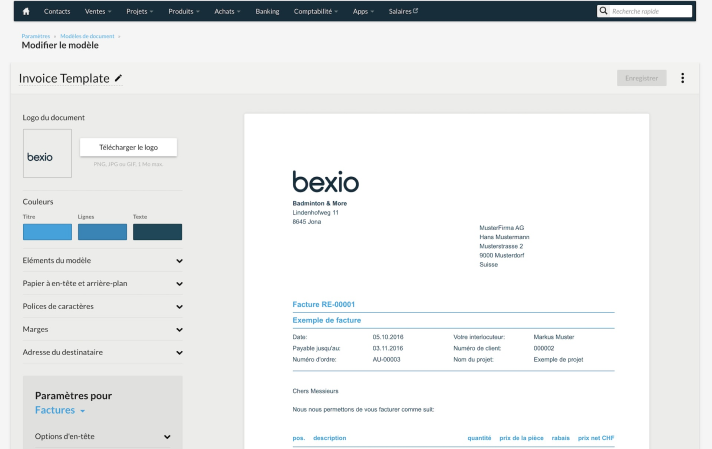 Contacts Ventes Projets Produits Achats Banking Comptabilité Apps Salaires Recherche rapide
Paramètres » Modèles de document »
Modifier le modèle
Invoice Template
Enregistrer
Logo du document
bexio
Télécharger le logo
PNG, JPG ou GIF, 1 Mo max.
Couleurs
Titre Lignes Texte
Eléments du modèle
Papier à en-tête et arrière-plan
Polices de caractères
Marges
Adresse du destinataire
Paramètres pour
Factures
Options d'en-tête
bexio
Badminton & More
Lindenhofweg 11
8645 Jona
MusterFirma AG
Hans Mustermann
Musterstrasse 2
9000 Musterdorf
Suisse
Facture RE-00001
Exemple de facture
Date: 05.10.2016 Votre interlocuteur: Markus Muster
Payable jusqu'au: 03.11.2016 Numéro de client: 000002
Numéro d'ordre: AU-00003 Nom du projet: Exemple de projet
Chers Messieurs
Nous nous permettons de vous facturer comme suit:
pos. description quantité prix de la pièce rabais prix net CHF